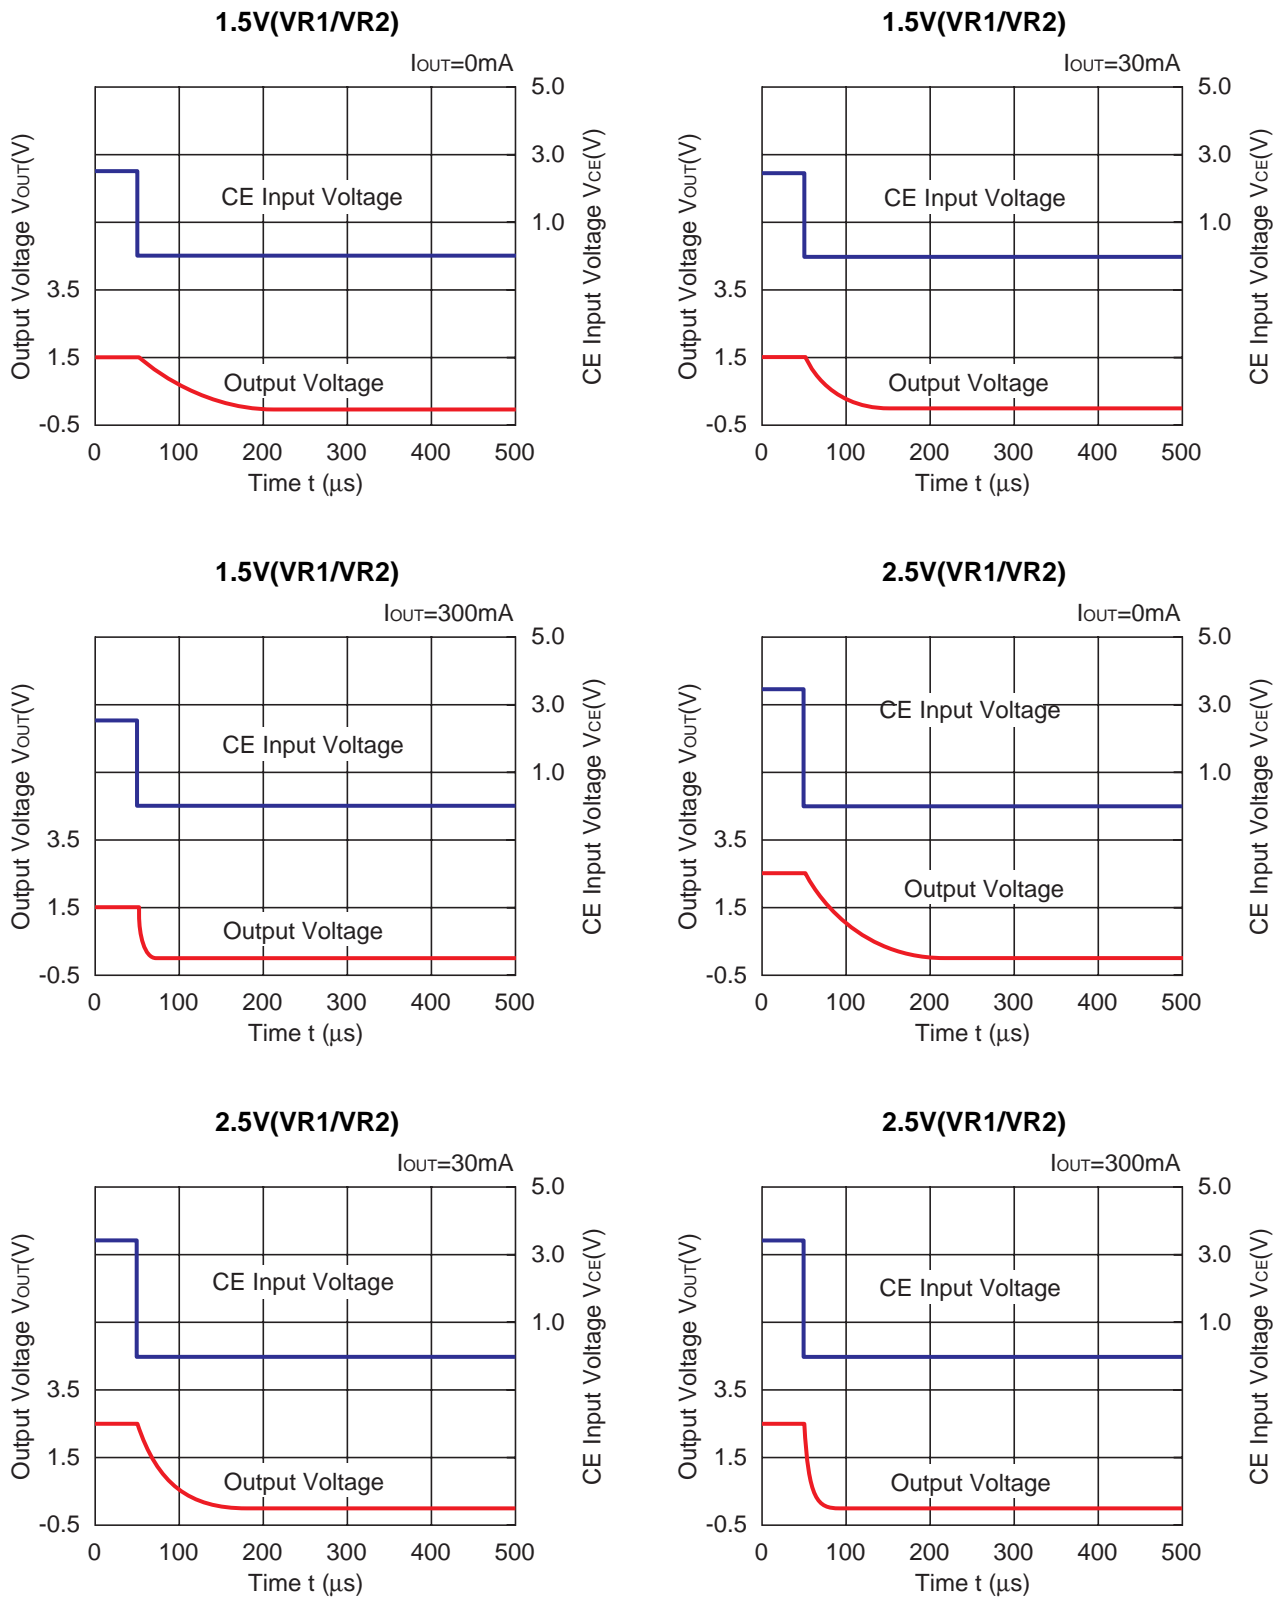 1.5V(VR1/VR2)
IOUT=0mA
Output Voltage VOUT(V)
3.5
1.5
-0.5
5.0
3.0
1.0
CE Input Voltage VCE(V)
CE Input Voltage
Output Voltage
0 100 200 300 400 500
Time t (μs)
1.5V(VR1/VR2)
IOUT=30mA
Output Voltage VOUT(V)
3.5
1.5
-0.5
5.0
3.0
1.0
CE Input Voltage VCE(V)
CE Input Voltage
Output Voltage
0 100 200 300 400 500
Time t (μs)
1.5V(VR1/VR2)
IOUT=300mA
Output Voltage VOUT(V)
3.5
1.5
-0.5
5.0
3.0
1.0
CE Input Voltage VCE(V)
CE Input Voltage
Output Voltage
0 100 200 300 400 500
Time t (μs)
2.5V(VR1/VR2)
IOUT=0mA
Output Voltage VOUT(V)
3.5
1.5
-0.5
5.0
3.0
1.0
CE Input Voltage VCE(V)
CE Input Voltage
Output Voltage
0 100 200 300 400 500
Time t (μs)
2.5V(VR1/VR2)
IOUT=30mA
Output Voltage VOUT(V)
3.5
1.5
-0.5
5.0
3.0
1.0
CE Input Voltage VCE(V)
CE Input Voltage
Output Voltage
0 100 200 300 400 500
Time t (μs)
2.5V(VR1/VR2)
IOUT=300mA
Output Voltage VOUT(V)
3.5
1.5
-0.5
5.0
3.0
1.0
CE Input Voltage VCE(V)
CE Input Voltage
Output Voltage
0 100 200 300 400 500
Time t (μs)